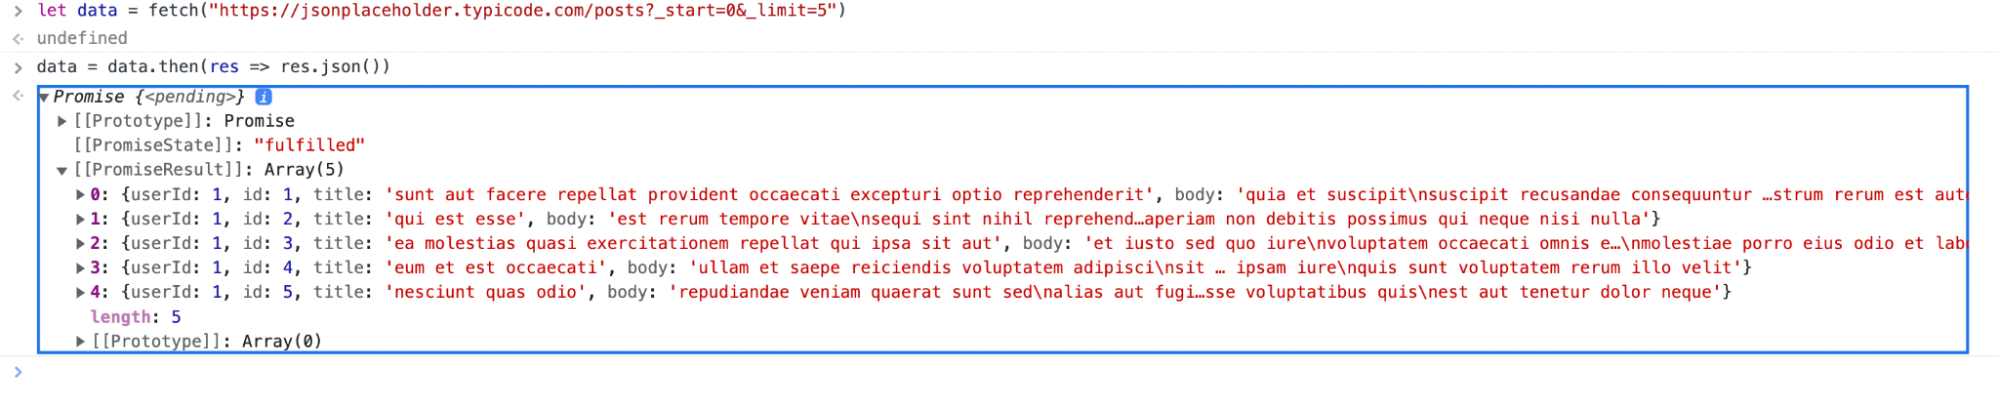 let data = fetch("https://jsonplaceholder.typicode.com/posts?_start=0&_limit=5")
undefined
data = data.then(res => res.json())
Promise {<pending>} i
[[Prototype]]: Promise
[[PromiseState]]: "fulfilled"
[[PromiseResult]]: Array(5)
0: {userId: 1, id: 1, title: 'sunt aut facere repellat provident occaecati excepturi optio reprehenderit', body: 'quia et suscipit\nsuscipit recusandae consequuntur …strum rerum est
1: {userId: 1, id: 2, title: 'qui est esse', body: 'est rerum tempore vitae\nsequi sint nihil reprehend…aperiam non debitis possimus qui neque nisi nulla'}
2: {userId: 1, id: 3, title: 'ea molestias quasi exercitationem repellat qui ipsa sit aut', body: 'et iusto sed quo iure\nvoluptatem occaecati omnis e…\nmolestiae porro eius odio et
3: {userId: 1, id: 4, title: 'eum et est occaecati', body: 'ullam et saepe reiciendis voluptatem adipisci\nsit … ipsam iure\nquis sunt voluptatem rerum illo velit'}
4: {userId: 1, id: 5, title: 'nesciunt quas odio', body: 'repudiandae veniam quaerat sunt sed\nalias aut fugi…sse voluptatibus quis\nest aut tenetur dolor neque'}
length: 5
[[Prototype]]: Array(0)